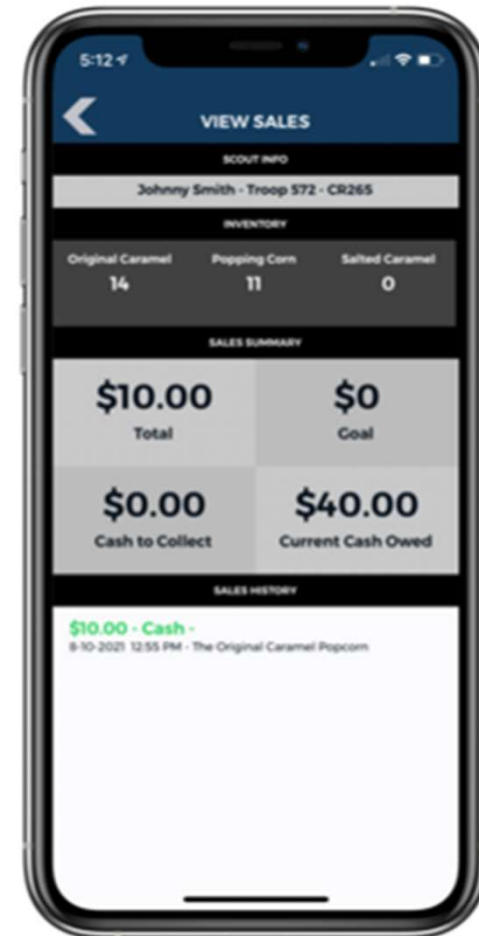 5:12
VIEW SALES
SCOUT INFO
Johnny Smith - Troop 572 - CR265
INVENTORY
Original Caramel Popping Corn Salted Caramel
14 11 0
SALES SUMMARY
$10.00 $0
Total Goal
$0.00 $40.00
Cash to Collect Current Cash Owed
SALES HISTORY
$10.00 - Cash -
8-10-2021 12:55 PM - The Original Caramel Popcorn